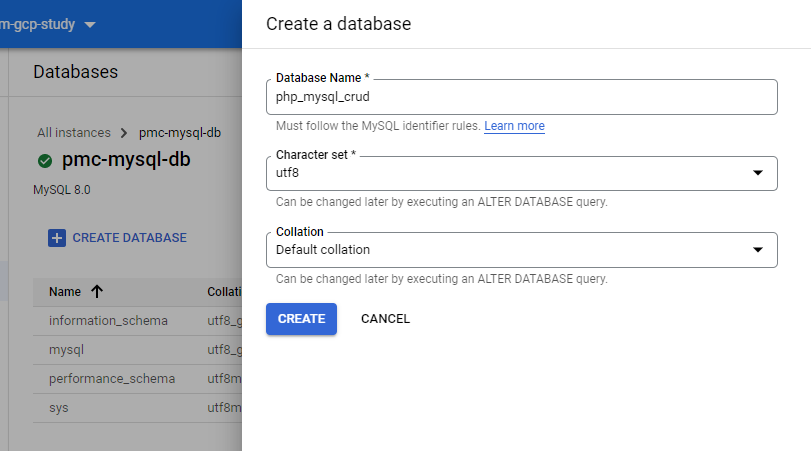 m-gcp-study
Databases
All instances > pmc-mysql-db
pmc-mysql-db
MySQL 8.0
CREATE DATABASE
Name Collati
information_schema utf8_g
mysql utf8_g
performance_schema utf8m
sys utf8m
Create a database
Database Name *
php_mysql_crud
Must follow the MySQL identifier rules. Learn more
Character set *
utf8
Can be changed later by executing an ALTER DATABASE query.
Collation
Default collation
Can be changed later by executing an ALTER DATABASE query.
CREATE CANCEL